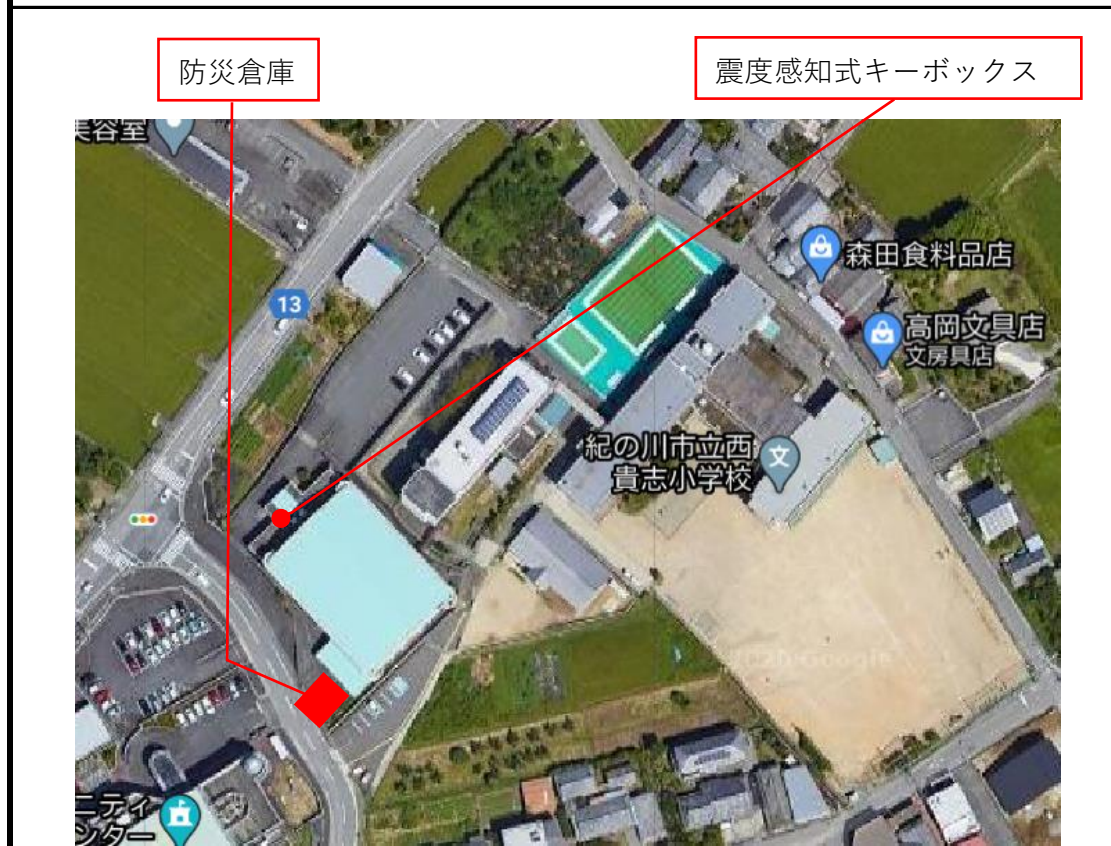 防災倉庫
震度感知式キーボックス
美容室
13
森田食料品店
高岡文具店
文房具店
紀の川市立西
貴志小学校
ニティ
ンター